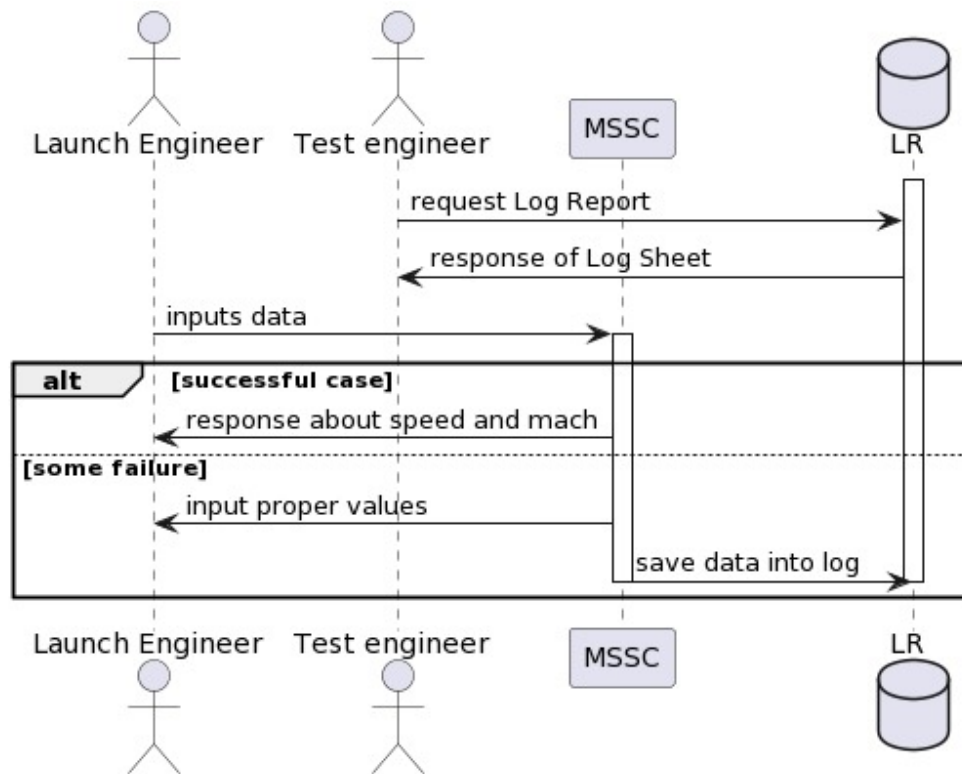 Launch Engineer
Test engineer
MSSC
LR
request Log Report
response of Log Sheet
inputs data
alt
[successful case]
response about speed and mach
[some failure]
input proper values
save data into log
Launch Engineer
Test engineer
MSSC
LR